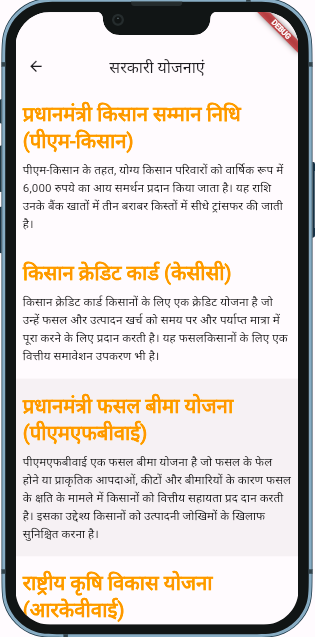 DEBUG
सरकारी योजनाएं
प्रधानमंत्री किसान सम्मान निधि
(पीएम-किसान)
पीएम-किसान के तहत, योग्य किसान परिवारों को वार्षिक रूप में
6,000 रुपये का आय समर्थन प्रदान किया जाता है। यह राशि
उनके बैंक खातों में तीन बराबर किस्तों में सीधे ट्रांसफर की जाती
है।
किसान क्रेडिट कार्ड (केसीसी)
किसान क्रेडिट कार्ड किसानों के लिए एक क्रेडिट योजना है जो
उन्हें फसल और उत्पादन खर्च को समय पर और पर्याप्त मात्रा में
पूरा करने के लिए प्रदान करती है। यह फसलकिसानों के लिए एक
वित्तीय समावेशन उपकरण भी है।
प्रधानमंत्री फसल बीमा योजना
(पीएमएफबीवाई)
पीएमएफबीवाई एक फसल बीमा योजना है जो फसल के फेल
होने या प्राकृतिक आपदाओं, कीटों और बीमारियों के कारण फसल
के क्षति के मामले में किसानों को वित्तीय सहायता प्रद दान करती
है। इसका उद्देश्य किसानों को उत्पादनी जोखिमों के खिलाफ
सुनिश्चित करना है।
राष्ट्रीय कृषि विकास योजना
(आरकेवीवाई)